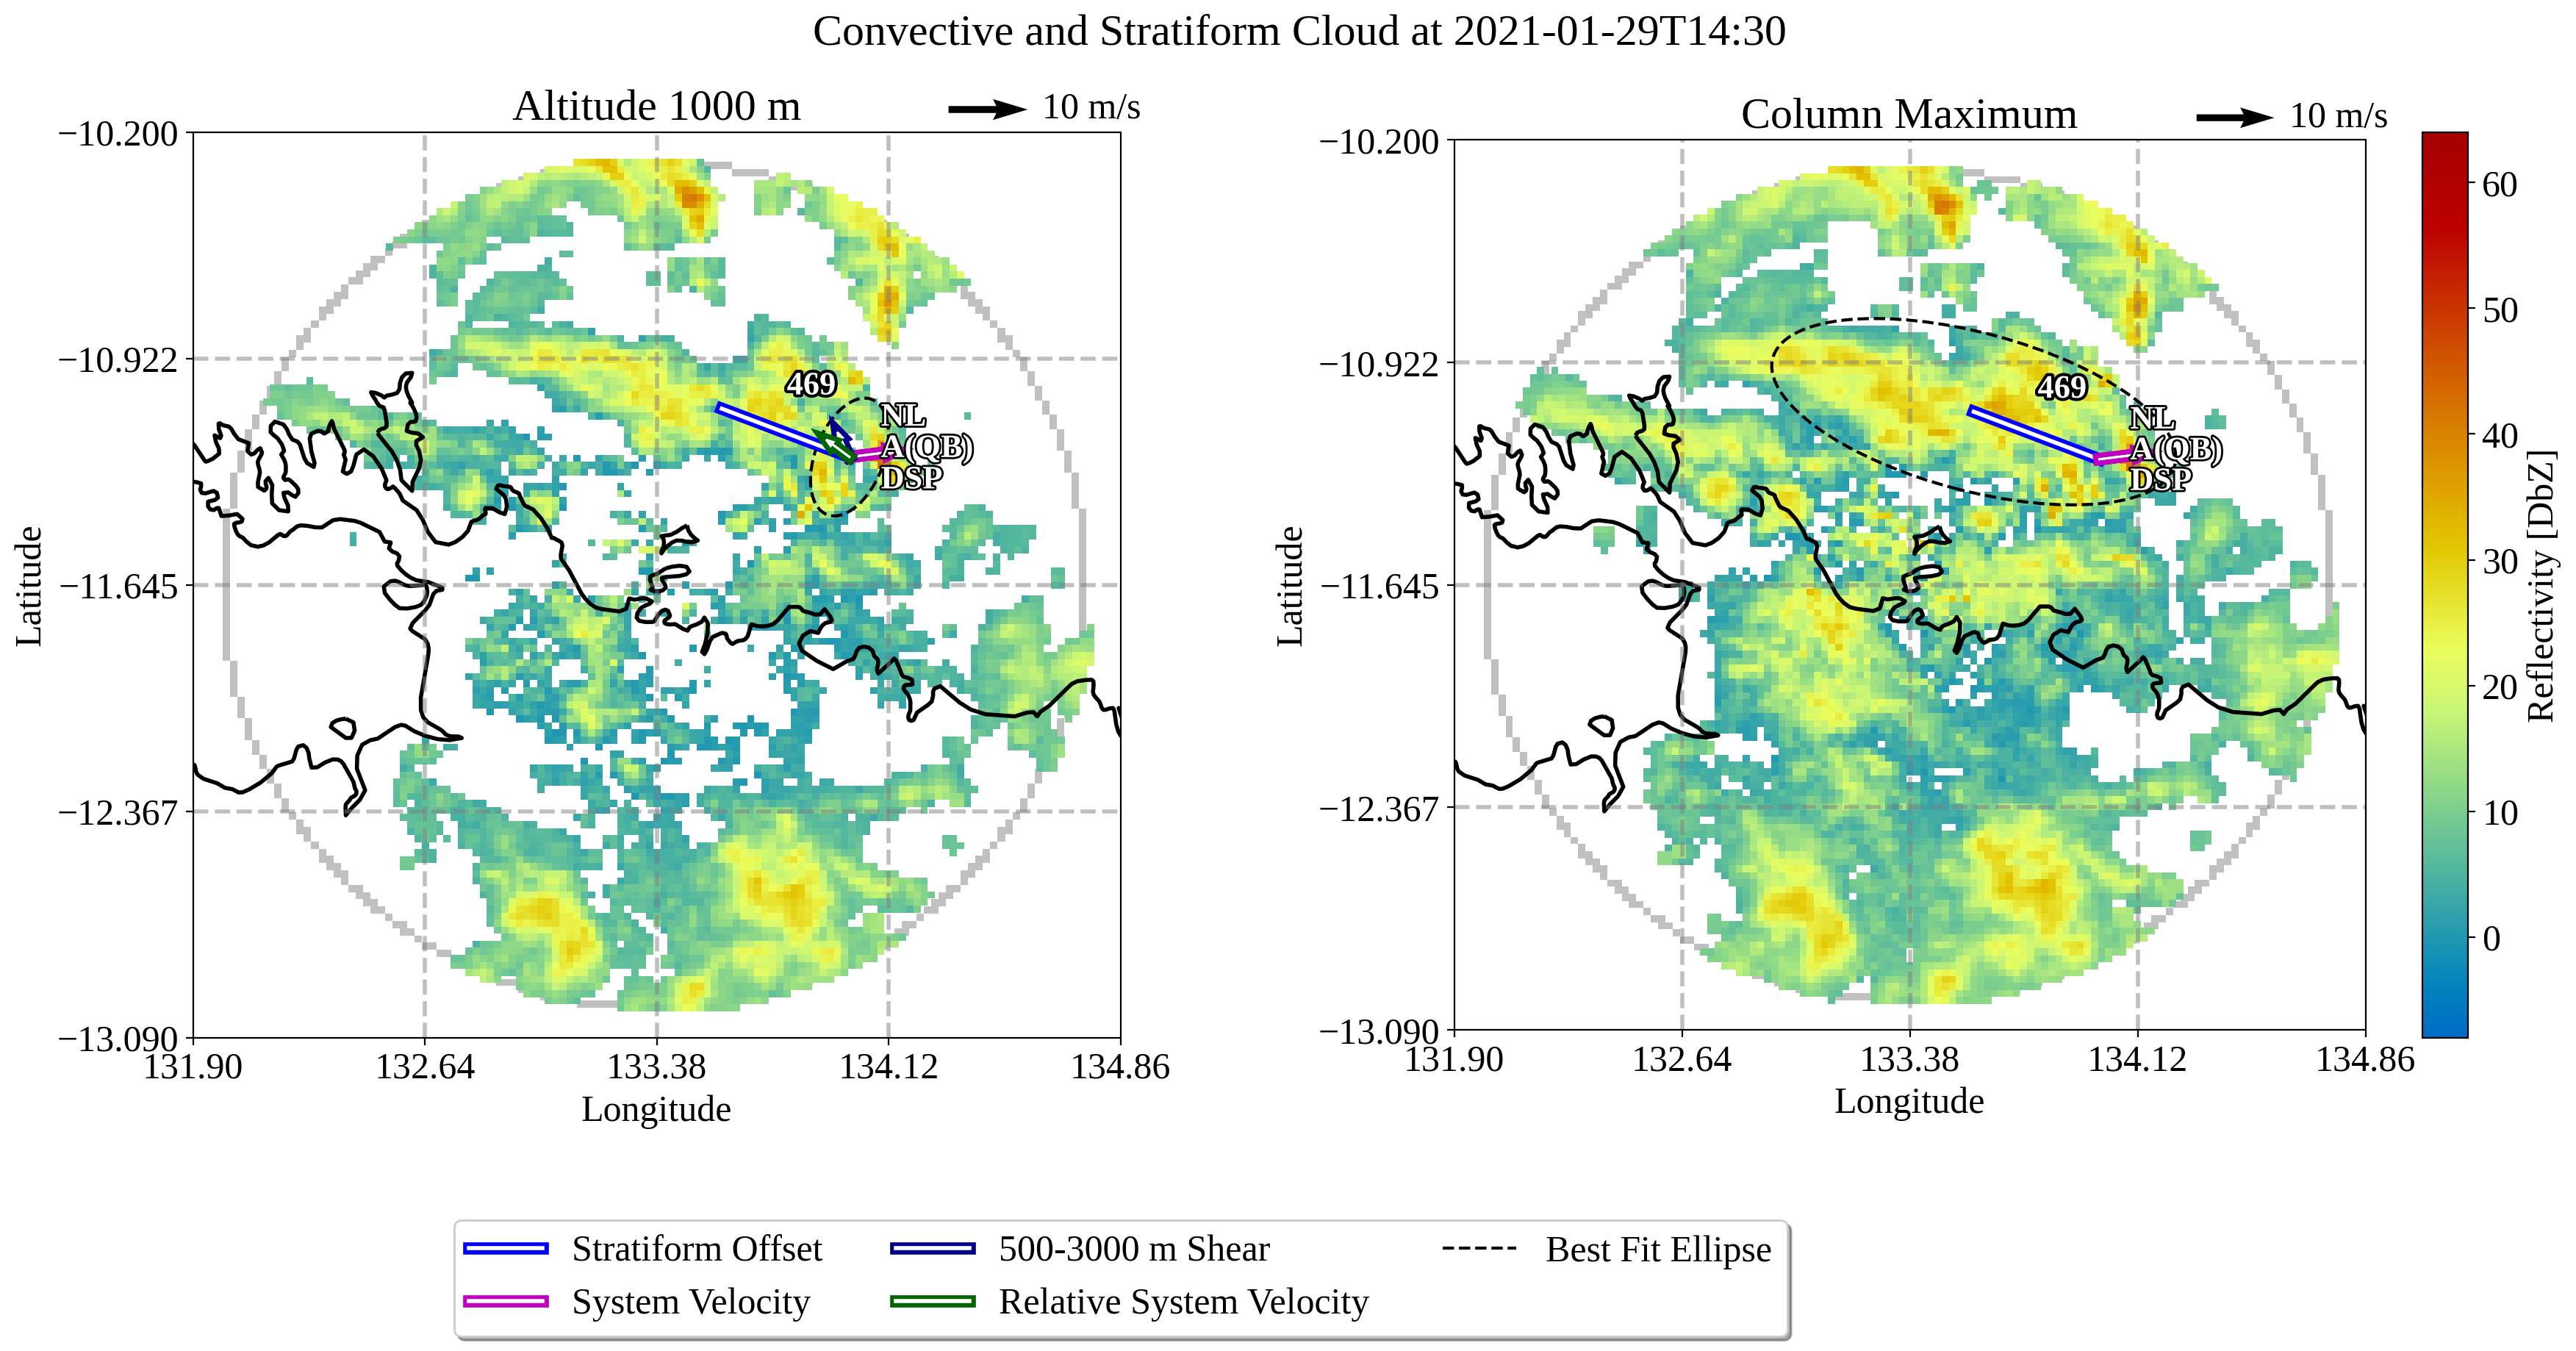 Convective and Stratiform Cloud at 2021-01-29T14:30
Altitude 1000 m
10 m/s
−10.200
−10.922
−11.645
−12.367
−13.090
131.90
132.64
133.38
134.12
134.86
Latitude
Longitude
469
NL
A(QB)
DSP
Column Maximum
10 m/s
−10.200
−10.922
−11.645
−12.367
−13.090
131.90
132.64
133.38
134.12
134.86
Latitude
Longitude
469
NL
A(QB)
DSP
60
50
40
30
20
10
0
Reflectivity [DbZ]
Stratiform Offset
System Velocity
500-3000 m Shear
Relative System Velocity
Best Fit Ellipse